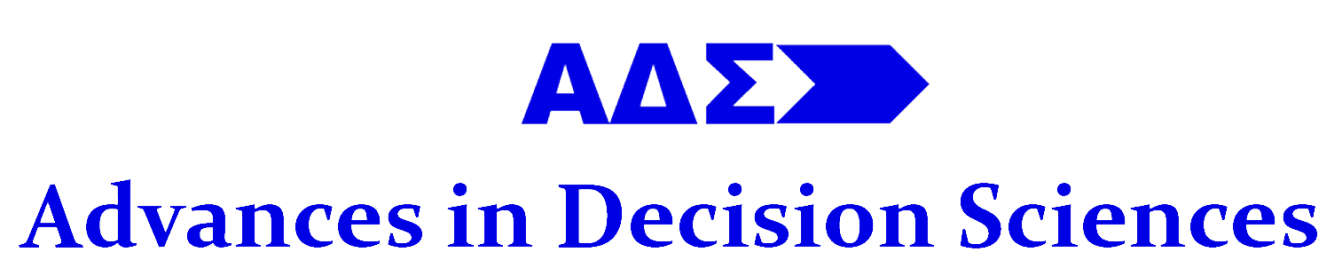 ΑΔΣ
Advances in Decision Sciences